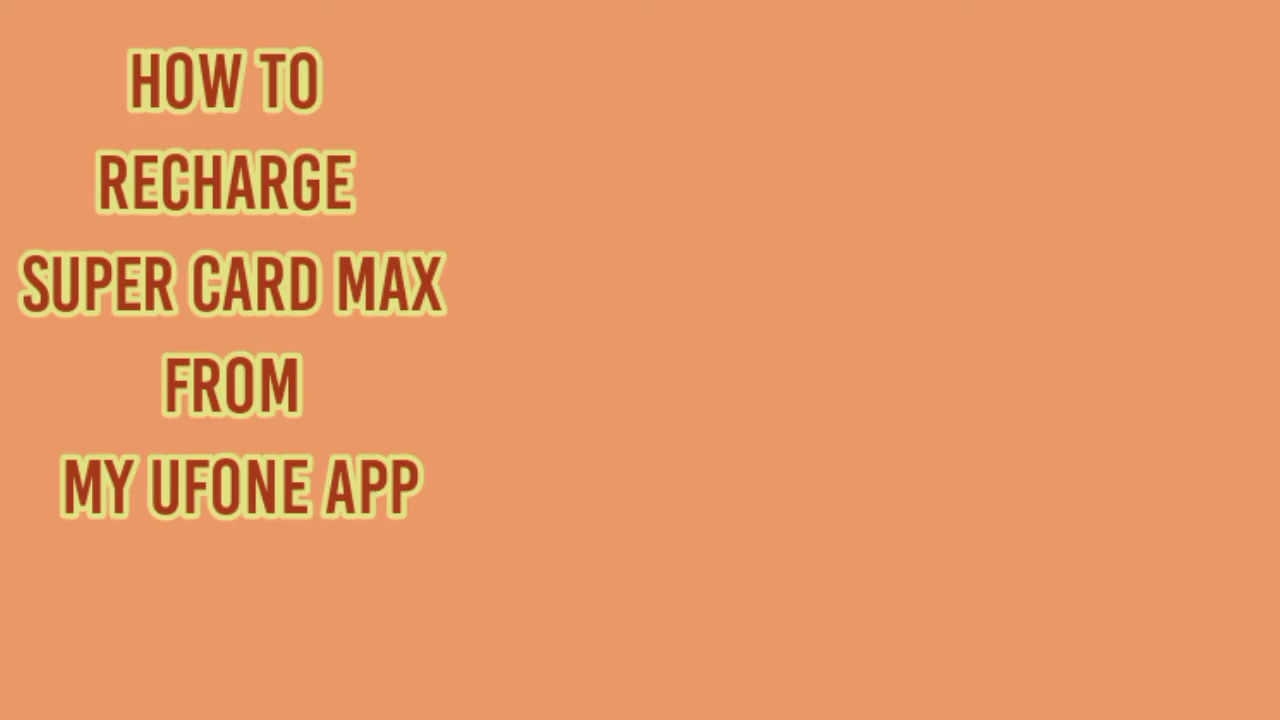 HOW TO
RECHARGE
SUPER CARD MAX
FROM
MY UFONE APP